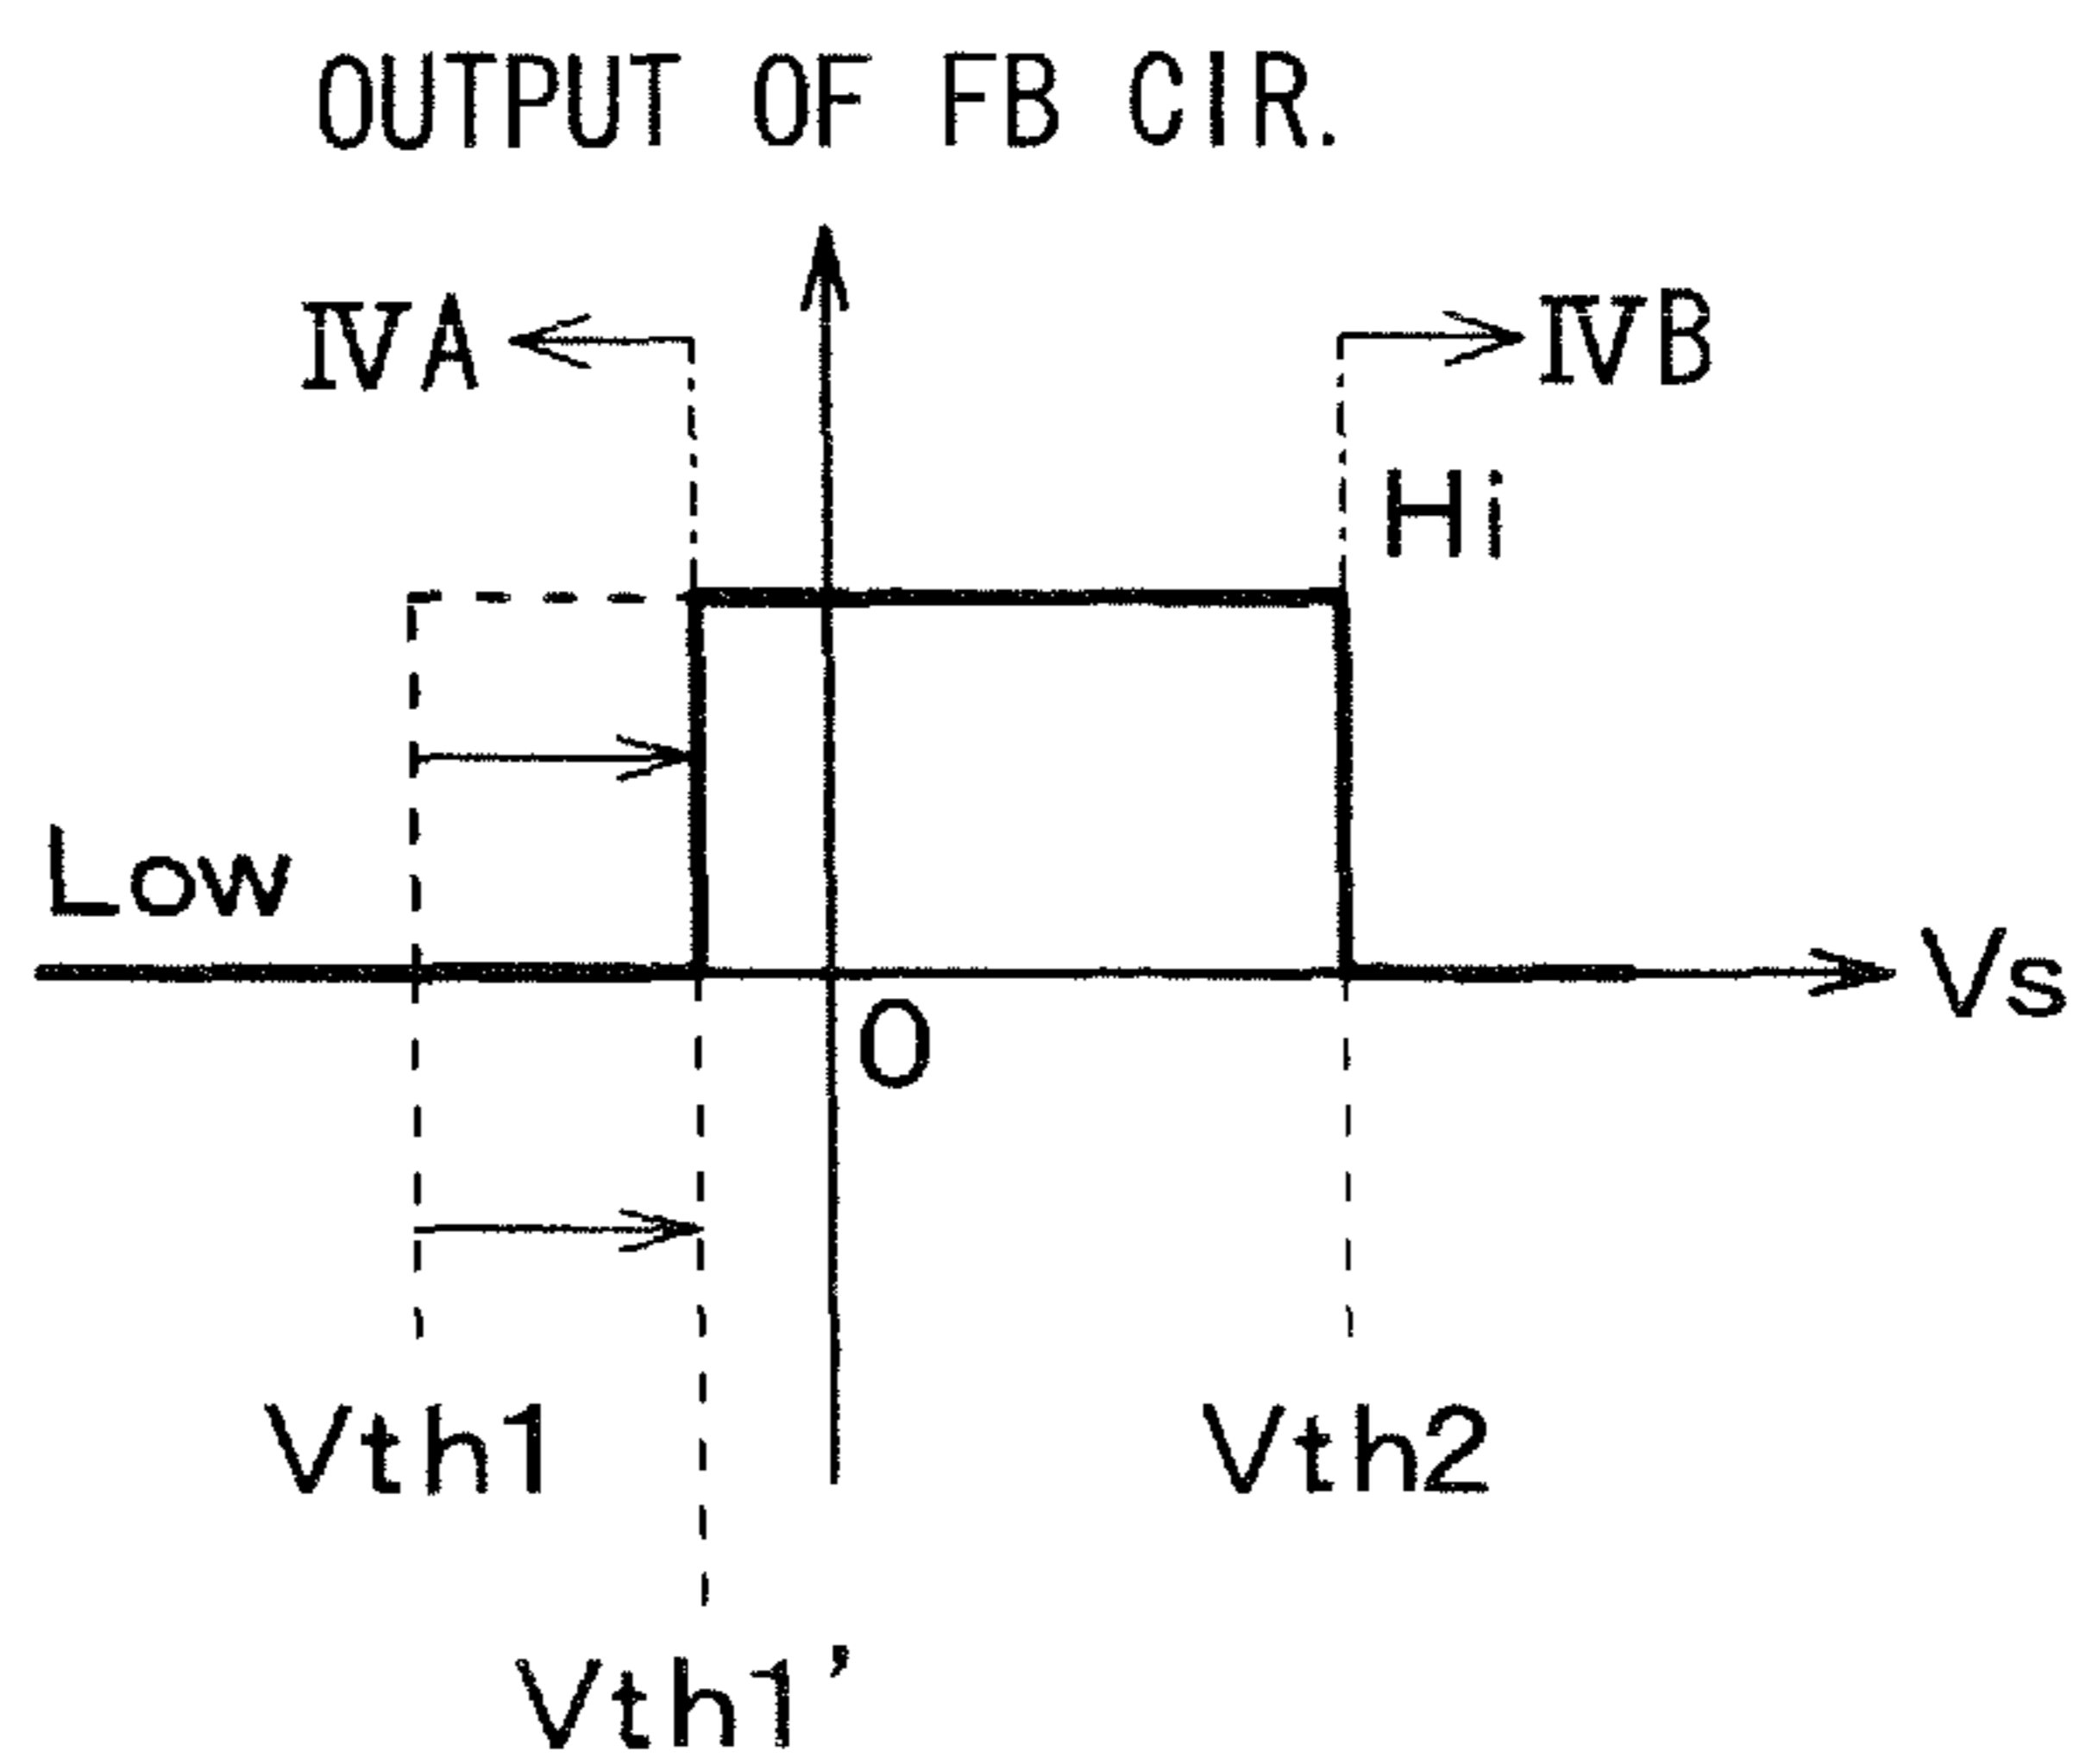 OUTPUT OF FB CIR.
ⅣA
ⅣB
Hi
Low
Vs
O
Vth1
Vth2
Vth1’